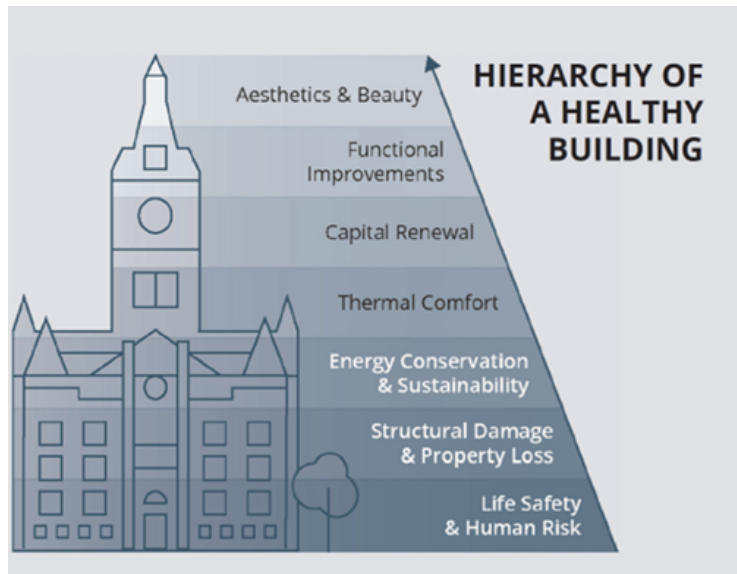 HIERARCHY OF
A HEALTHY
BUILDING
Aesthetics & Beauty
Functional
Improvements
Capital Renewal
Thermal Comfort
Energy Conservation
& Sustainability
Structural Damage
& Property Loss
Life Safety
& Human Risk